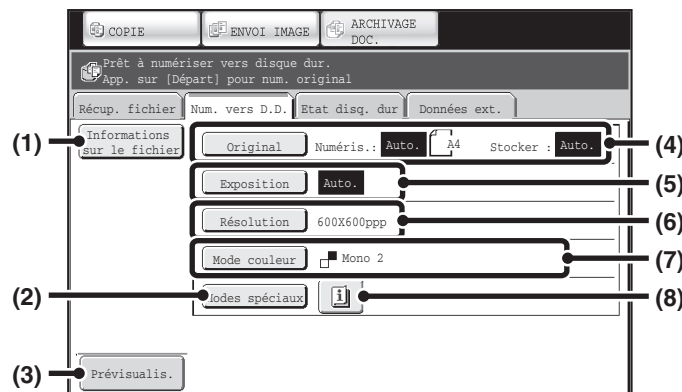 COPIE
ENVOI IMAGE
ARCHIVAGE
DOC.
Prêt à numériser vers disque dur.
App. sur [Départ] pour num. original
Récup. fichier
Num. vers D.D.
Etat disq. dur
Données ext.
(1)
Informations
sur le fichier
Original
Numéris.:
Auto.
A4
Stocker :
Auto.
(4)
Exposition
Auto.
(5)
Résolution
600X600ppp
(6)
Mode couleur
Mono 2
(7)
(2)
odes spéciaux
(8)
(3)
Prévisualis.